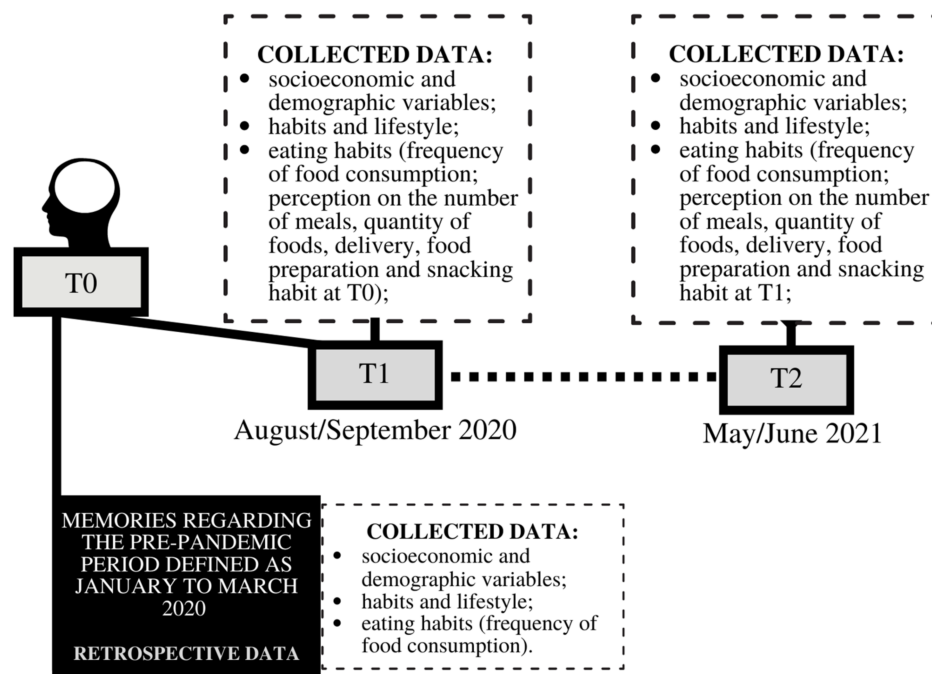 COLLECTED DATA:
• socioeconomic and
demographic variables;
• habits and lifestyle;
• eating habits (frequency
of food consumption;
perception on the number
of meals, quantity of
foods, delivery, food
preparation and snacking
habit at T0);
COLLECTED DATA:
• socioeconomic and
demographic variables;
• habits and lifestyle;
• eating habits (frequency
of food consumption;
perception on the number
of meals, quantity of
foods, delivery, food
preparation and snacking
habit at T1;
T0
T1
T2
August/September 2020
May/June 2021
MEMORIES REGARDING
THE PRE-PANDEMIC
PERIOD DEFINED AS
JANUARY TO MARCH
2020
RETROSPECTIVE DATA
COLLECTED DATA:
• socioeconomic and
demographic variables;
• habits and lifestyle;
• eating habits (frequency of
food consumption).